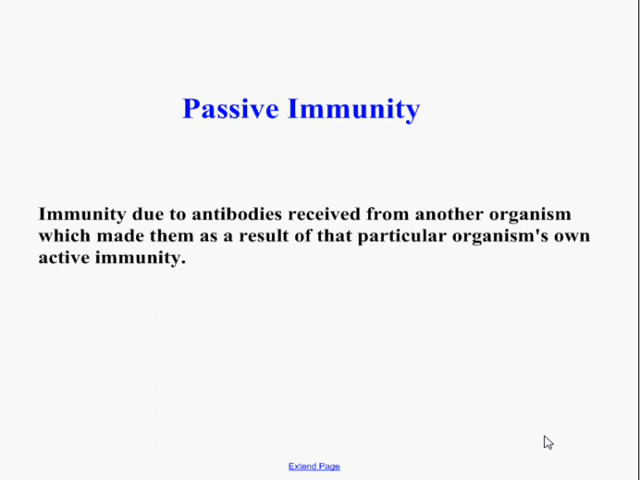 Passive Immunity
Immunity due to antibodies received from another organism
which made them as a result of that particular organism's own
active immunity.
Extend Page